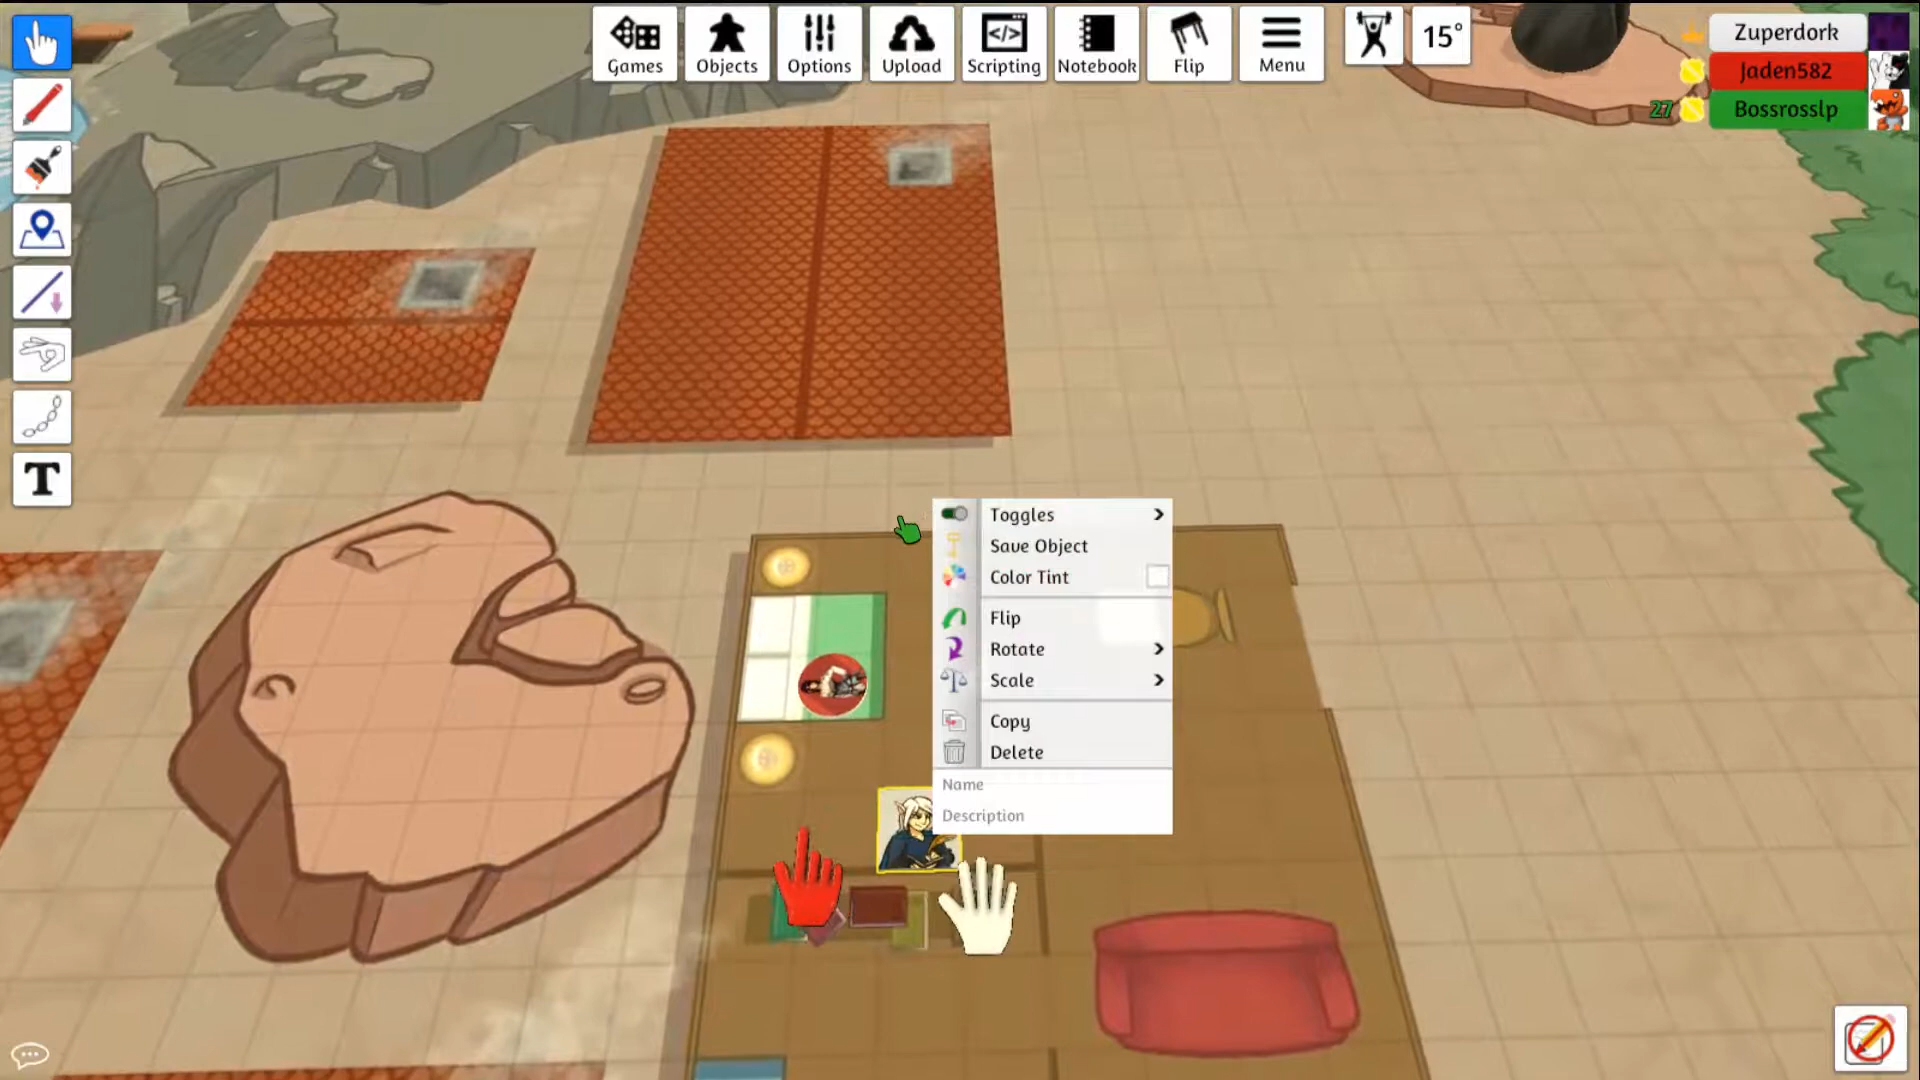 Games
Objects
Options
Upload
Scripting
Notebook
Flip
Menu
15°
Zuperdork
Jaden582
27
Bossrosslp
T
Toggles
Save Object
Color Tint
Flip
Rotate
Scale
Copy
Delete
Name
Description